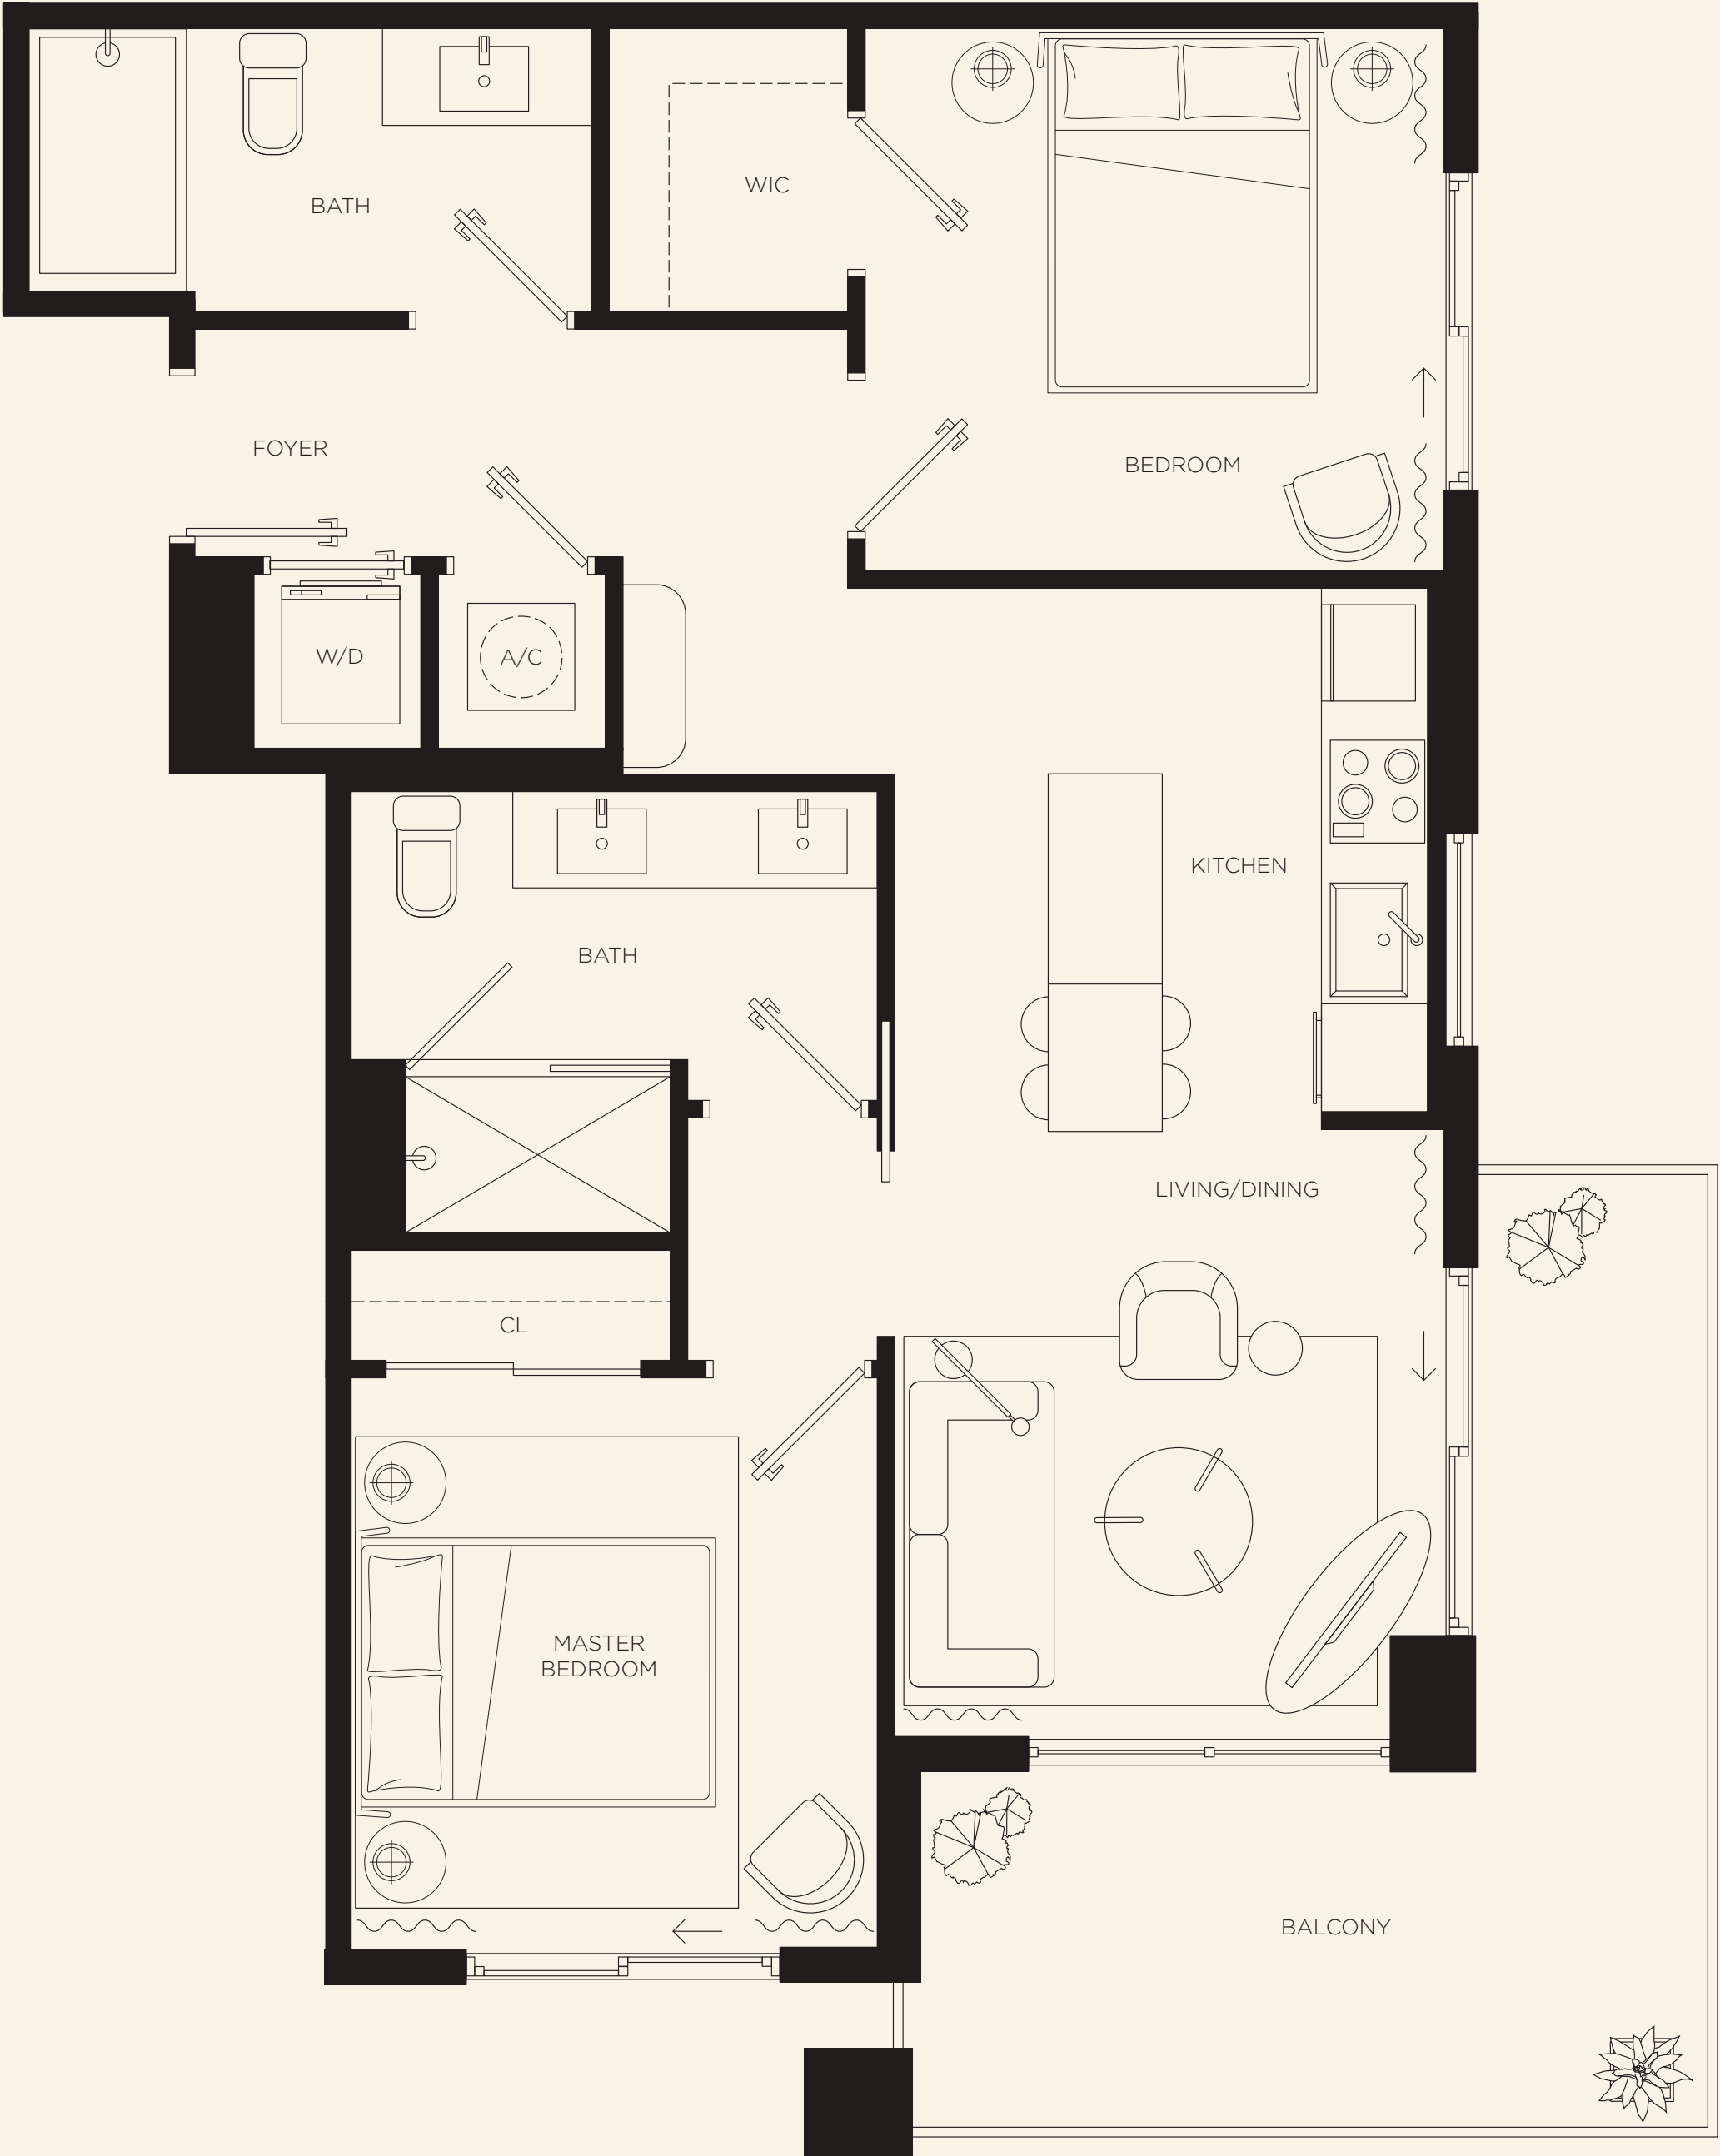 WIC
BATH
FOYER
BEDROOM
W/D
A/C
KITCHEN
BATH
LIVING/DINING
CL
MASTER
BEDROOM
BALCONY